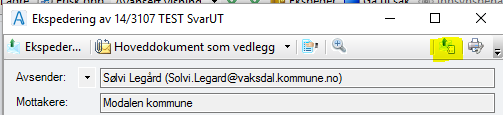 Ekspedering av 14/3107 TEST SvarUT
Ekspeder... Hoveddokument som vedlegg
Avsender: Sølvi Legård (Solvi.Legard@vaksdal.kommune.no)
Mottakere: Modalen kommune